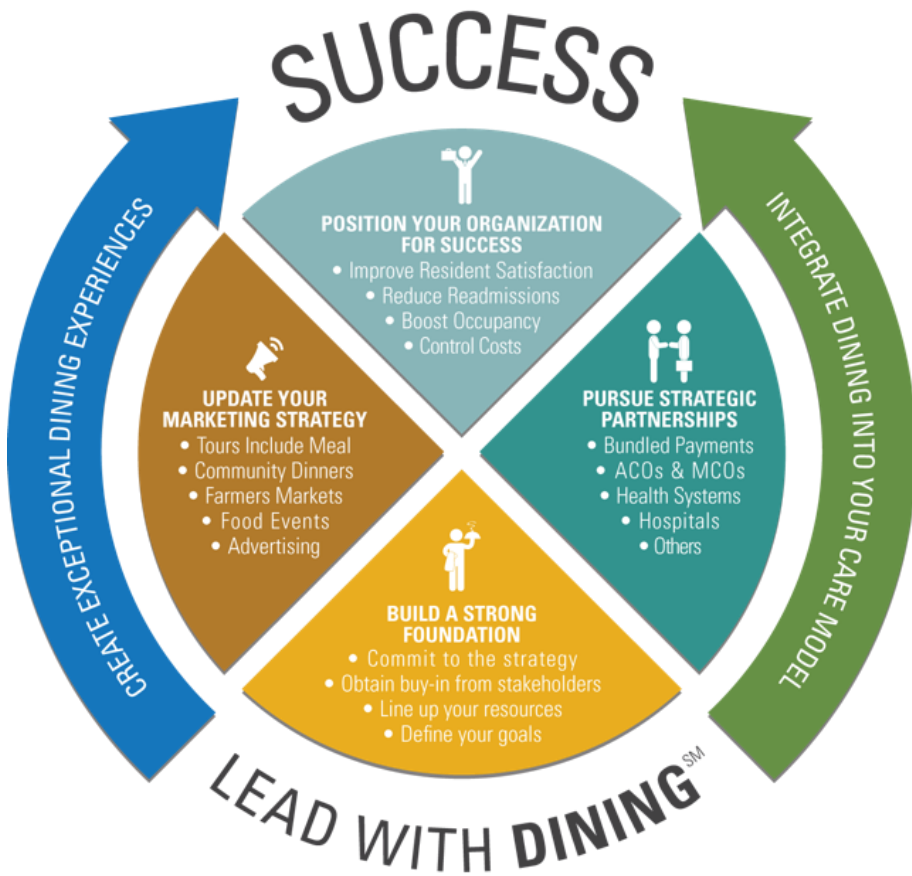 SUCCESS
CREATE EXCEPTIONAL DINING EXPERIENCES
INTEGRATE DINING INTO YOUR CARE MODEL
POSITION YOUR ORGANIZATION
FOR SUCCESS
• Improve Resident Satisfaction
• Reduce Readmissions
• Boost Occupancy
• Control Costs
UPDATE YOUR
MARKETING STRATEGY
• Tours Include Meal
• Community Dinners
• Farmers Markets
• Food Events
• Advertising
PURSUE STRATEGIC
PARTNERSHIPS
• Bundled Payments
• ACOs & MCOs
• Health Systems
• Hospitals
• Others
BUILD A STRONG
FOUNDATION
• Commit to the strategy
• Obtain buy-in from stakeholders
• Line up your resources
• Define your goals
LEAD WITH DINING℠